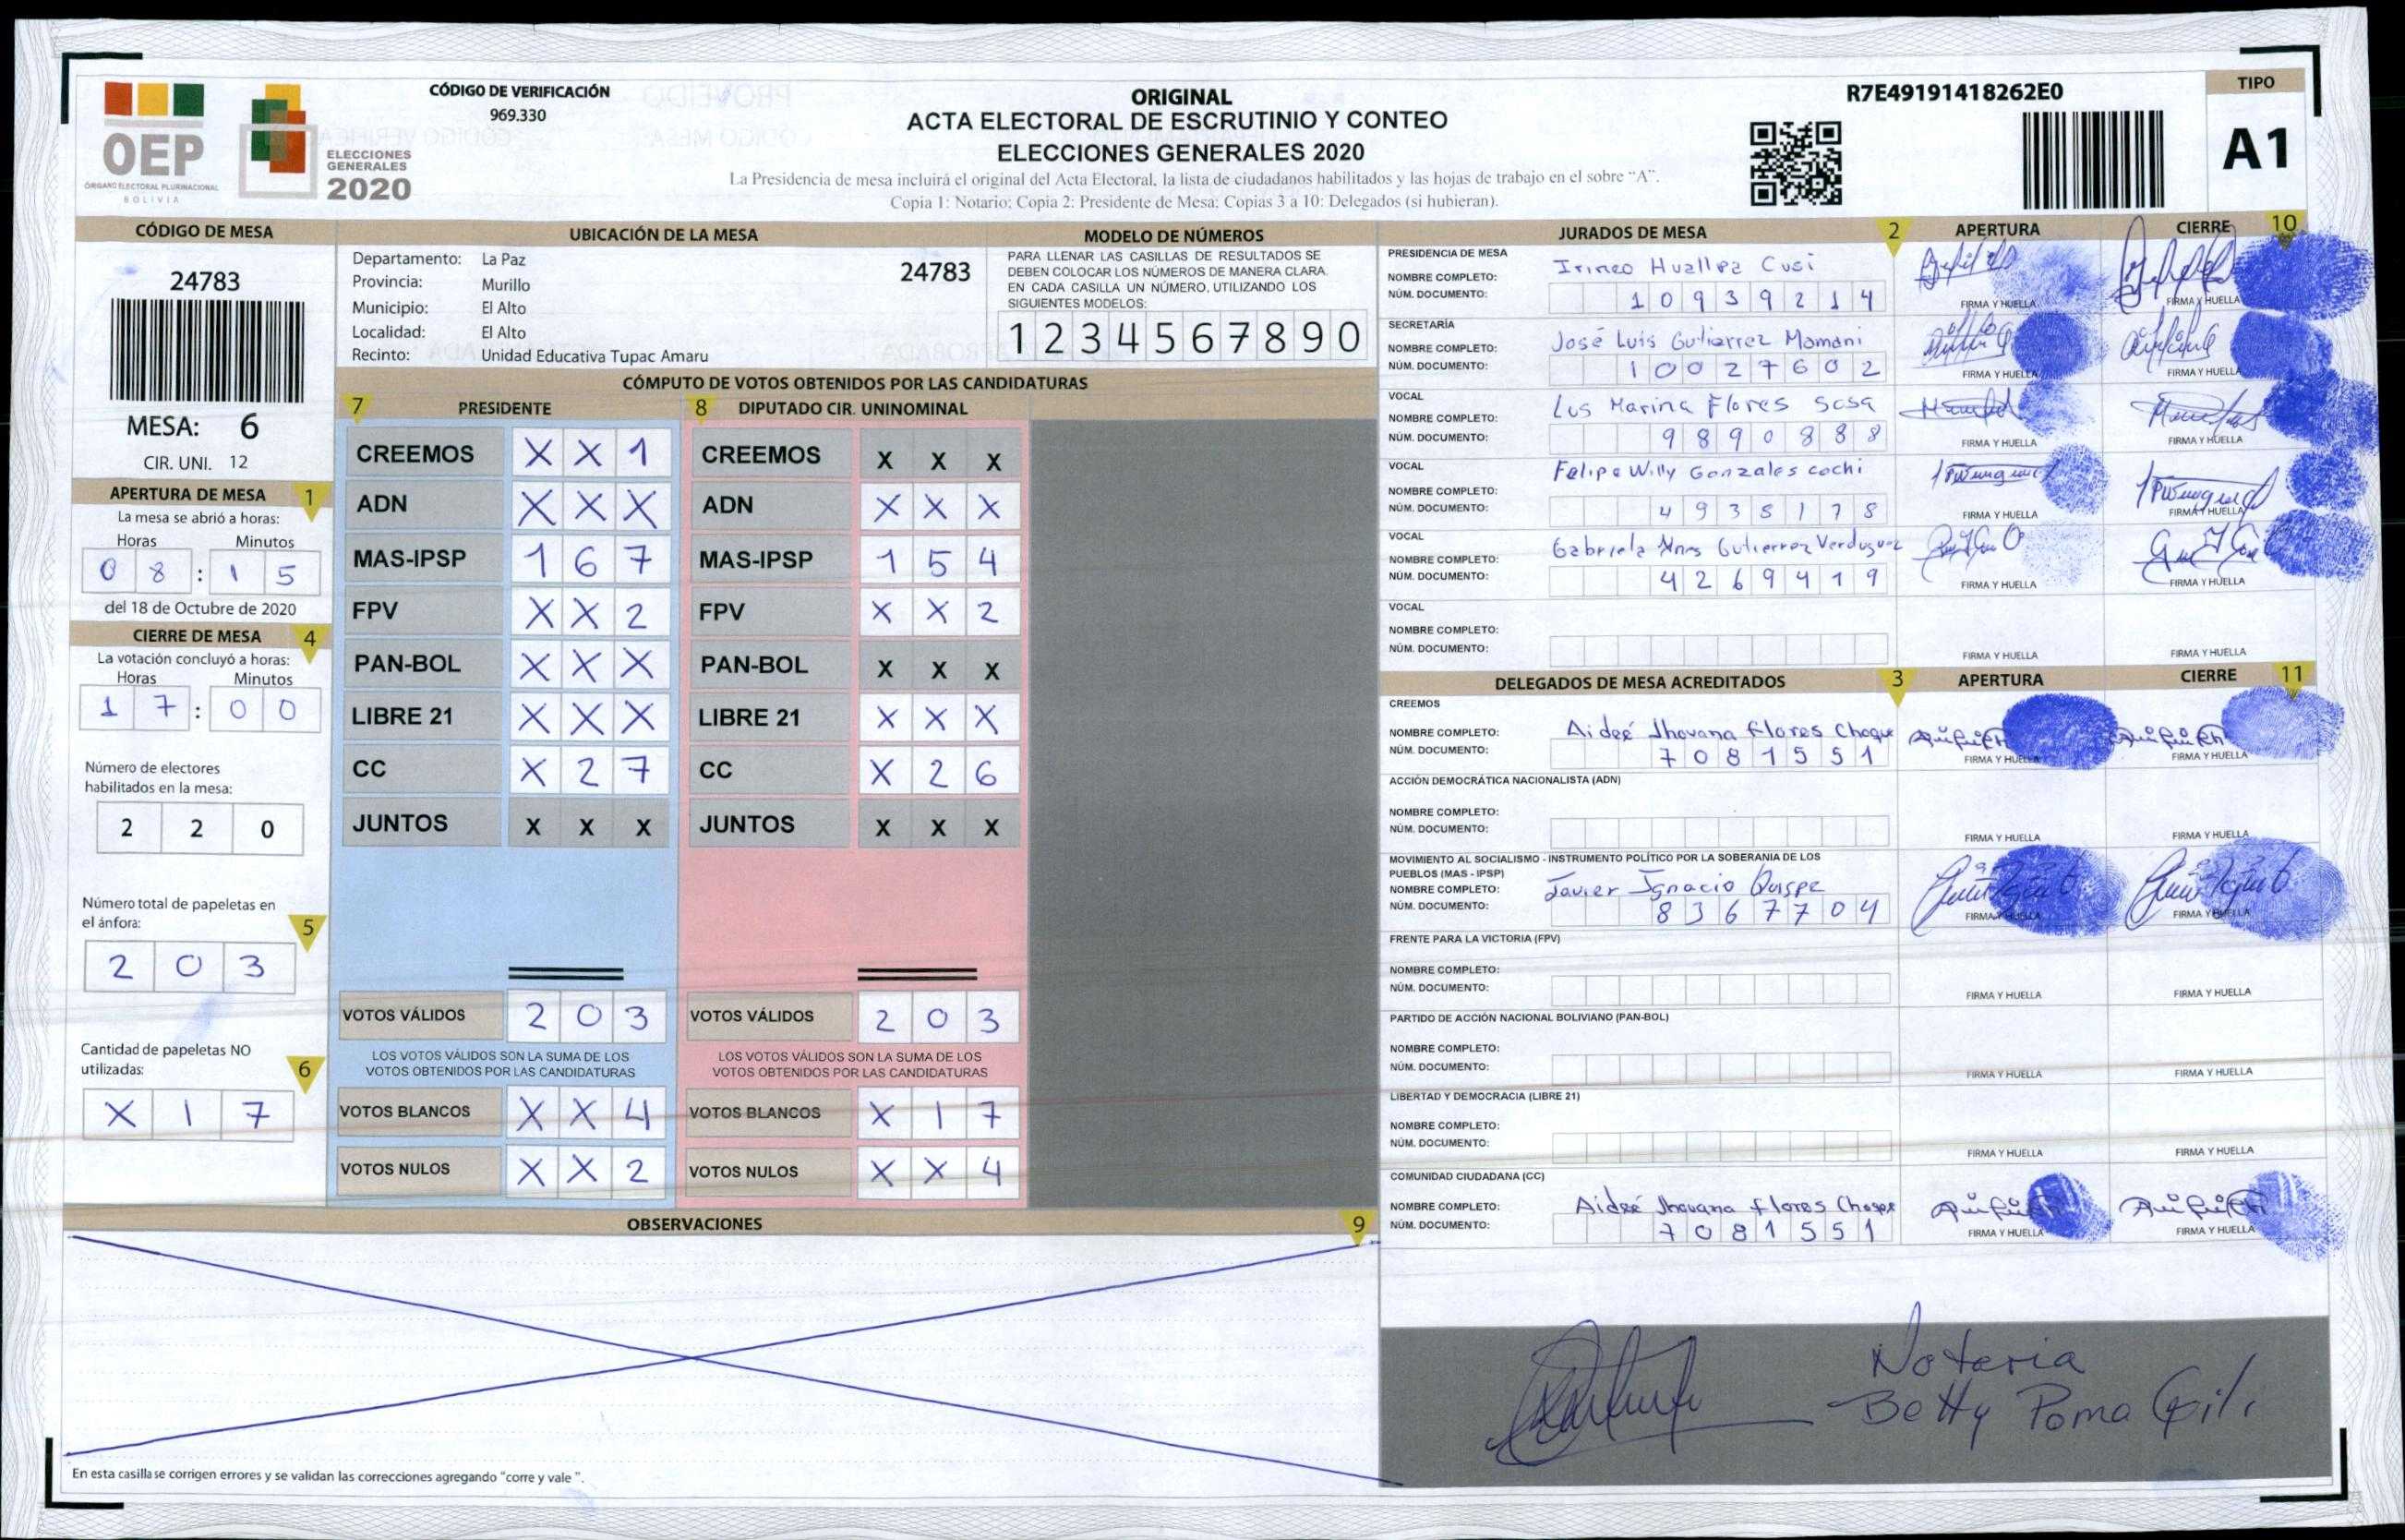 OEP
ÓRGANO ELECTORAL PLURINACIONAL
BOLIVIA
ELECCIONES
GENERALES
2020
CÓDIGO DE VERIFICACIÓN
969.330
ORIGINAL
ACTA ELECTORAL DE ESCRUTINIO Y CONTEO
ELECCIONES GENERALES 2020
La Presidencia de mesa incluirá el original del Acta Electoral, la lista de ciudadanos habilitados y las hojas de trabajo en el sobre “A”.
Copia 1: Notario; Copia 2: Presidente de Mesa; Copias 3 a 10: Delegados (si hubieran).
R7E49191418262E0
TIPO
A1
CÓDIGO DE MESA
24783
MESA: 6
CIR. UNI. 12
APERTURA DE MESA 1
La mesa se abrió a horas:
Horas Minutos
0 8 : 1 5
del 18 de Octubre de 2020
CIERRE DE MESA 4
La votación concluyó a horas:
Horas Minutos
1 7 : 0 0
Número de electores
habilitados en la mesa:
2 2 0
Número total de papeletas en
el ánfora: 5
2 0 3
Cantidad de papeletas NO
utilizadas: 6
X 1 7
UBICACIÓN DE LA MESA
Departamento: La Paz 24783
Provincia: Murillo
Municipio: El Alto
Localidad: El Alto
Recinto: Unidad Educativa Tupac Amaru
MODELO DE NÚMEROS
PARA LLENAR LAS CASILLAS DE RESULTADOS SE
DEBEN COLOCAR LOS NÚMEROS DE MANERA CLARA.
EN CADA CASILLA UN NÚMERO, UTILIZANDO LOS
SIGUIENTES MODELOS:
1 2 3 4 5 6 7 8 9 0
CÓMPUTO DE VOTOS OBTENIDOS POR LAS CANDIDATURAS
7 PRESIDENTE 8 DIPUTADO CIR. UNINOMINAL
CREEMOS X X 1 CREEMOS X X X
ADN X X X ADN X X X
MAS-IPSP 1 6 7 MAS-IPSP 1 5 4
FPV X X 2 FPV X X 2
PAN-BOL X X X PAN-BOL X X X
LIBRE 21 X X X LIBRE 21 X X X
CC X 2 7 CC X 2 6
JUNTOS X X X JUNTOS X X X
VOTOS VÁLIDOS 2 0 3 VOTOS VÁLIDOS 2 0 3
LOS VOTOS VÁLIDOS SON LA SUMA DE LOS LOS VOTOS VÁLIDOS SON LA SUMA DE LOS
VOTOS OBTENIDOS POR LAS CANDIDATURAS VOTOS OBTENIDOS POR LAS CANDIDATURAS
VOTOS BLANCOS X X 4 VOTOS BLANCOS X 1 7
VOTOS NULOS X X 2 VOTOS NULOS X X 4
OBSERVACIONES 9
En esta casilla se corrigen errores y se validan las correcciones agregando “corre y vale ”.
JURADOS DE MESA 2 APERTURA CIERRE 10
PRESIDENCIA DE MESA
NOMBRE COMPLETO: Irineo Huallpa Cusi
NÚM. DOCUMENTO: 1 0 9 3 9 2 1 4 FIRMA Y HUELLA FIRMA Y HUELLA
SECRETARÍA
NOMBRE COMPLETO: José Luis Gutierrez Mamani
NÚM. DOCUMENTO: 1 0 0 2 7 6 0 2 FIRMA Y HUELLA FIRMA Y HUELLA
VOCAL
NOMBRE COMPLETO: Lus Marina Flores Sosa
NÚM. DOCUMENTO: 9 8 9 0 8 8 8 FIRMA Y HUELLA FIRMA Y HUELLA
VOCAL
NOMBRE COMPLETO: Felipe Willy Gonzales cochi
NÚM. DOCUMENTO: 4 9 3 5 1 7 8 FIRMA Y HUELLA FIRMA Y HUELLA
VOCAL
NOMBRE COMPLETO: Gabriela Gutierrez
NÚM. DOCUMENTO: 4 2 6 9 4 1 9 FIRMA Y HUELLA FIRMA Y HUELLA
VOCAL
NOMBRE COMPLETO:
NÚM. DOCUMENTO: FIRMA Y HUELLA FIRMA Y HUELLA
DELEGADOS DE MESA ACREDITADOS 3 APERTURA CIERRE 11
CREEMOS
NOMBRE COMPLETO: Aideé Jhovana Flores Choque
NÚM. DOCUMENTO: 7 0 8 1 5 5 1 FIRMA Y HUELLA FIRMA Y HUELLA
ACCIÓN DEMOCRÁTICA NACIONALISTA (ADN)
NOMBRE COMPLETO:
NÚM. DOCUMENTO: FIRMA Y HUELLA FIRMA Y HUELLA
MOVIMIENTO AL SOCIALISMO - INSTRUMENTO POLÍTICO POR LA SOBERANIA DE LOS
PUEBLOS (MAS - IPSP)
NOMBRE COMPLETO: Javier Ignacio Quispe
NÚM. DOCUMENTO: 8 3 6 7 7 0 4 FIRMA Y HUELLA FIRMA Y HUELLA
FRENTE PARA LA VICTORIA (FPV)
NOMBRE COMPLETO:
NÚM. DOCUMENTO: FIRMA Y HUELLA FIRMA Y HUELLA
PARTIDO DE ACCIÓN NACIONAL BOLIVIANO (PAN-BOL)
NOMBRE COMPLETO:
NÚM. DOCUMENTO: FIRMA Y HUELLA FIRMA Y HUELLA
LIBERTAD Y DEMOCRACIA (LIBRE 21)
NOMBRE COMPLETO:
NÚM. DOCUMENTO: FIRMA Y HUELLA FIRMA Y HUELLA
COMUNIDAD CIUDADANA (CC)
NOMBRE COMPLETO: Aideé Jhovana Flores Choque
NÚM. DOCUMENTO: 7 0 8 1 5 5 1 FIRMA Y HUELLA FIRMA Y HUELLA
Notaria
Betty Poma